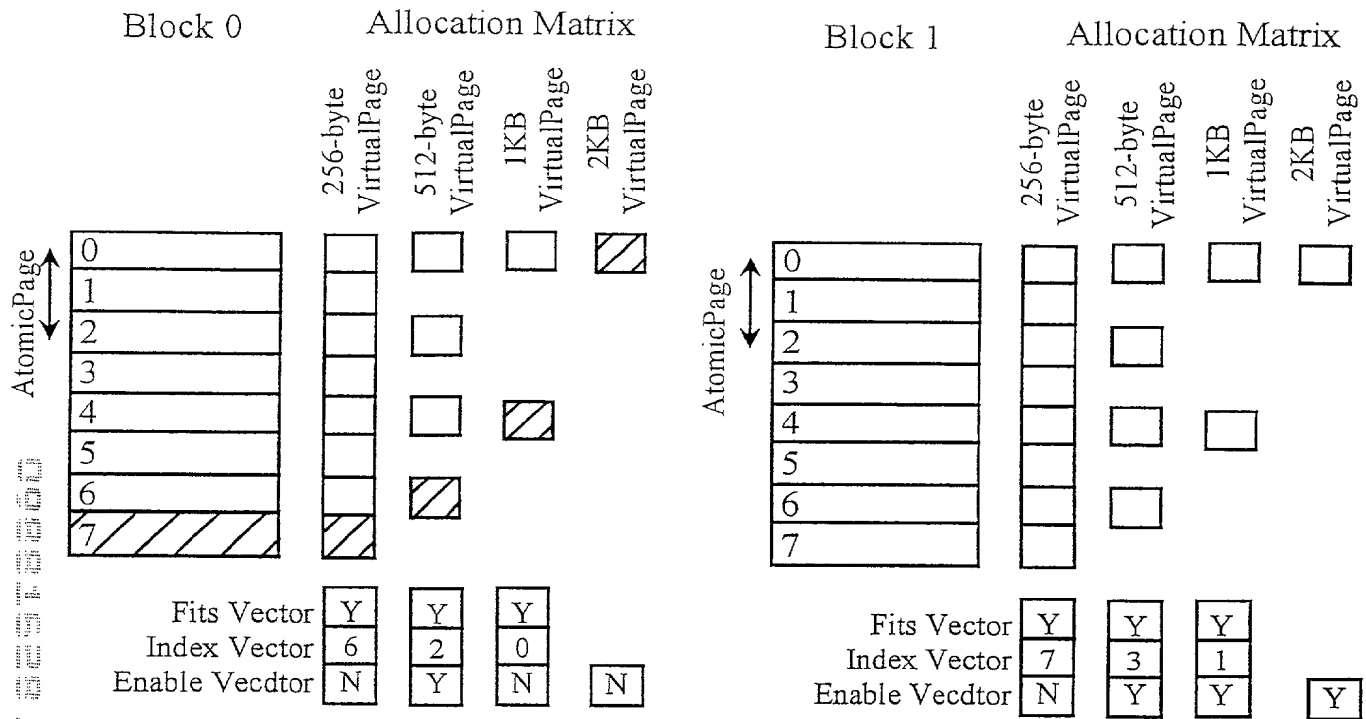 Block 0
Allocation Matrix
256-byte
VirtualPage
512-byte
VirtualPage
1KB
VirtualPage
2KB
VirtualPage
AtomicPage
0
1
2
3
4
5
6
7
Fits Vector Y Y Y
Index Vector 6 2 0
Enable Vecdtor N Y N N
Block 1
Allocation Matrix
256-byte
VirtualPage
512-byte
VirtualPage
1KB
VirtualPage
2KB
VirtualPage
AtomicPage
0
1
2
3
4
5
6
7
Fits Vector Y Y Y
Index Vector 7 3 1
Enable Vecdtor N Y Y Y